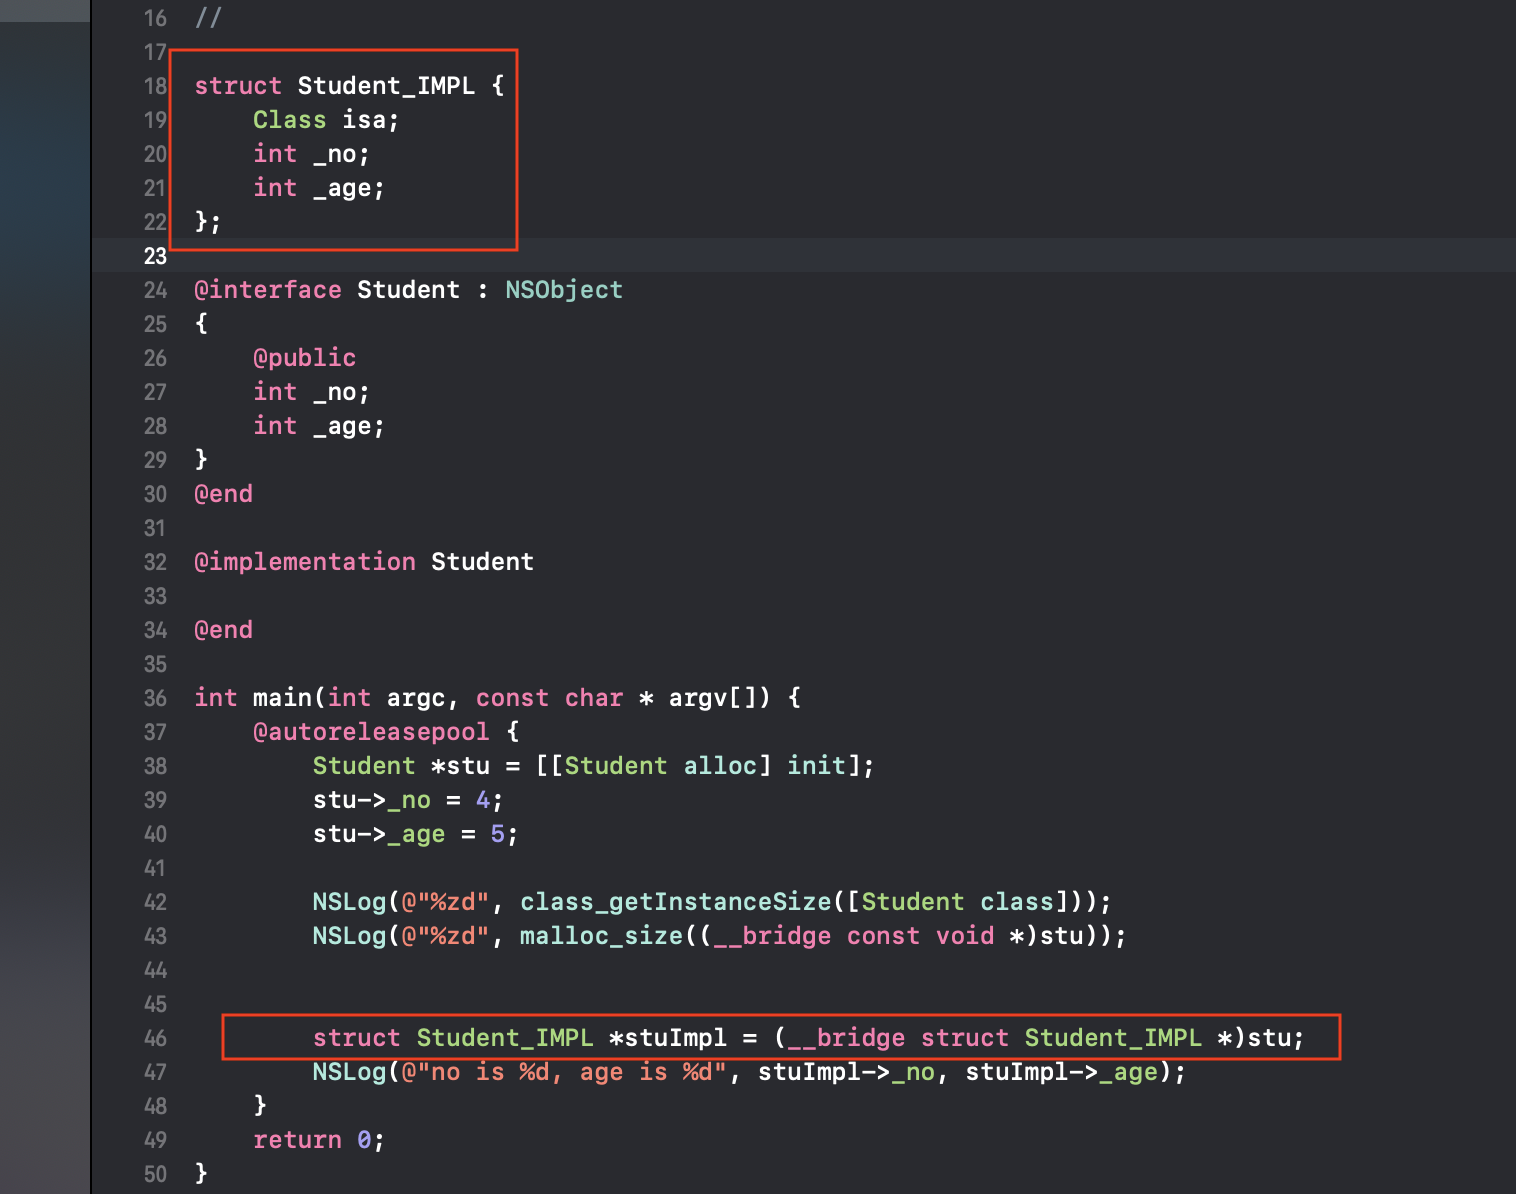 16 //
17
18 struct Student_IMPL {
19     Class isa;
20     int _no;
21     int _age;
22 };
23
24 @interface Student : NSObject
25 {
26     @public
27     int _no;
28     int _age;
29 }
30 @end
31
32 @implementation Student
33
34 @end
35
36 int main(int argc, const char * argv[]) {
37     @autoreleasepool {
38         Student *stu = [[Student alloc] init];
39         stu->_no = 4;
40         stu->_age = 5;
41
42         NSLog(@"%zd", class_getInstanceSize([Student class]));
43         NSLog(@"%zd", malloc_size((__bridge const void *)stu));
44
45
46         struct Student_IMPL *stuImpl = (__bridge struct Student_IMPL *)stu;
47         NSLog(@"no is %d, age is %d", stuImpl->_no, stuImpl->_age);
48     }
49     return 0;
50 }